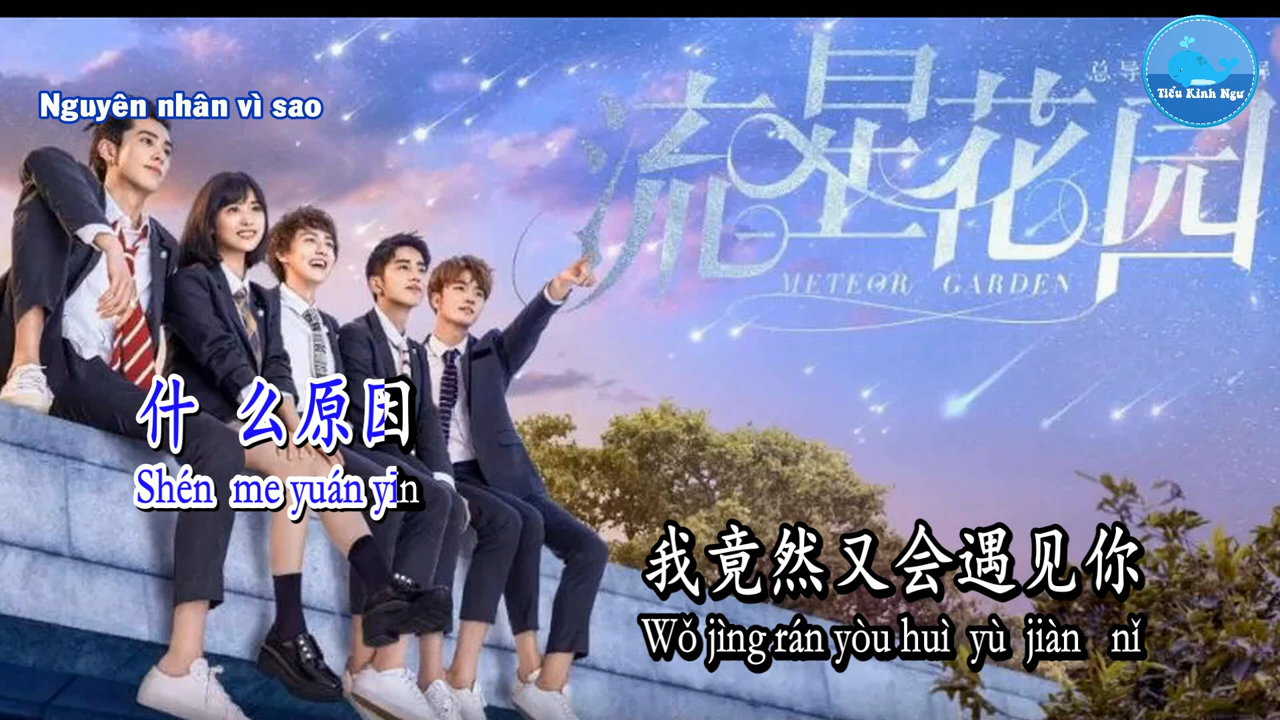 总导
Tiểu Kình Ngư
Nguyên nhân vì sao
流星花园
METEOR GARDEN
什么原因
Shén me yuán yin
我竟然又会遇见你
Wǒ jìng rán yòu huì yù jiàn nǐ